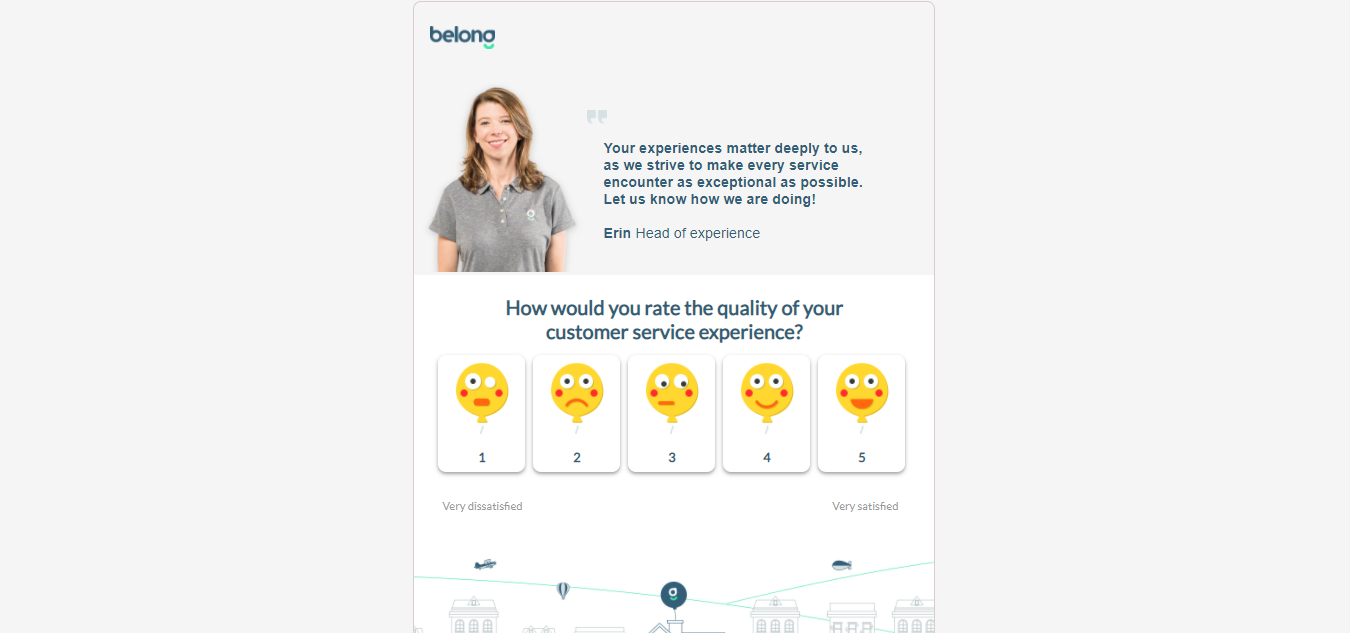 belong
Your experiences matter deeply to us,
as we strive to make every service
encounter as exceptional as possible.
Let us know how we are doing!
Erin Head of experience
How would you rate the quality of your
customer service experience?
1 2 3 4 5
Very dissatisfied Very satisfied
g